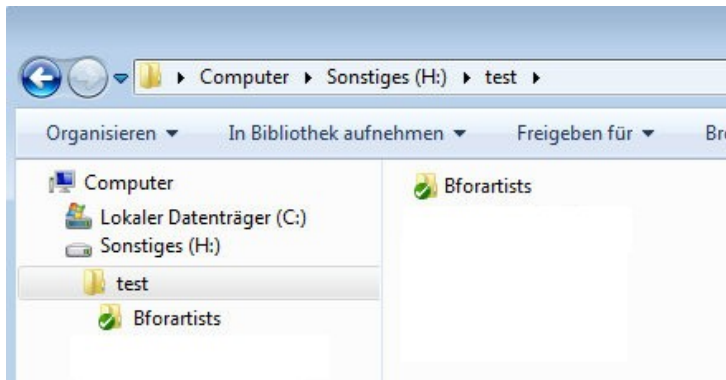 Computer Sonstiges (H:) test
Organisieren In Bibliothek aufnehmen Freigeben für
Computer
Bforartists
Lokaler Datenträger (C:)
Sonstiges (H:)
test
Bforartists